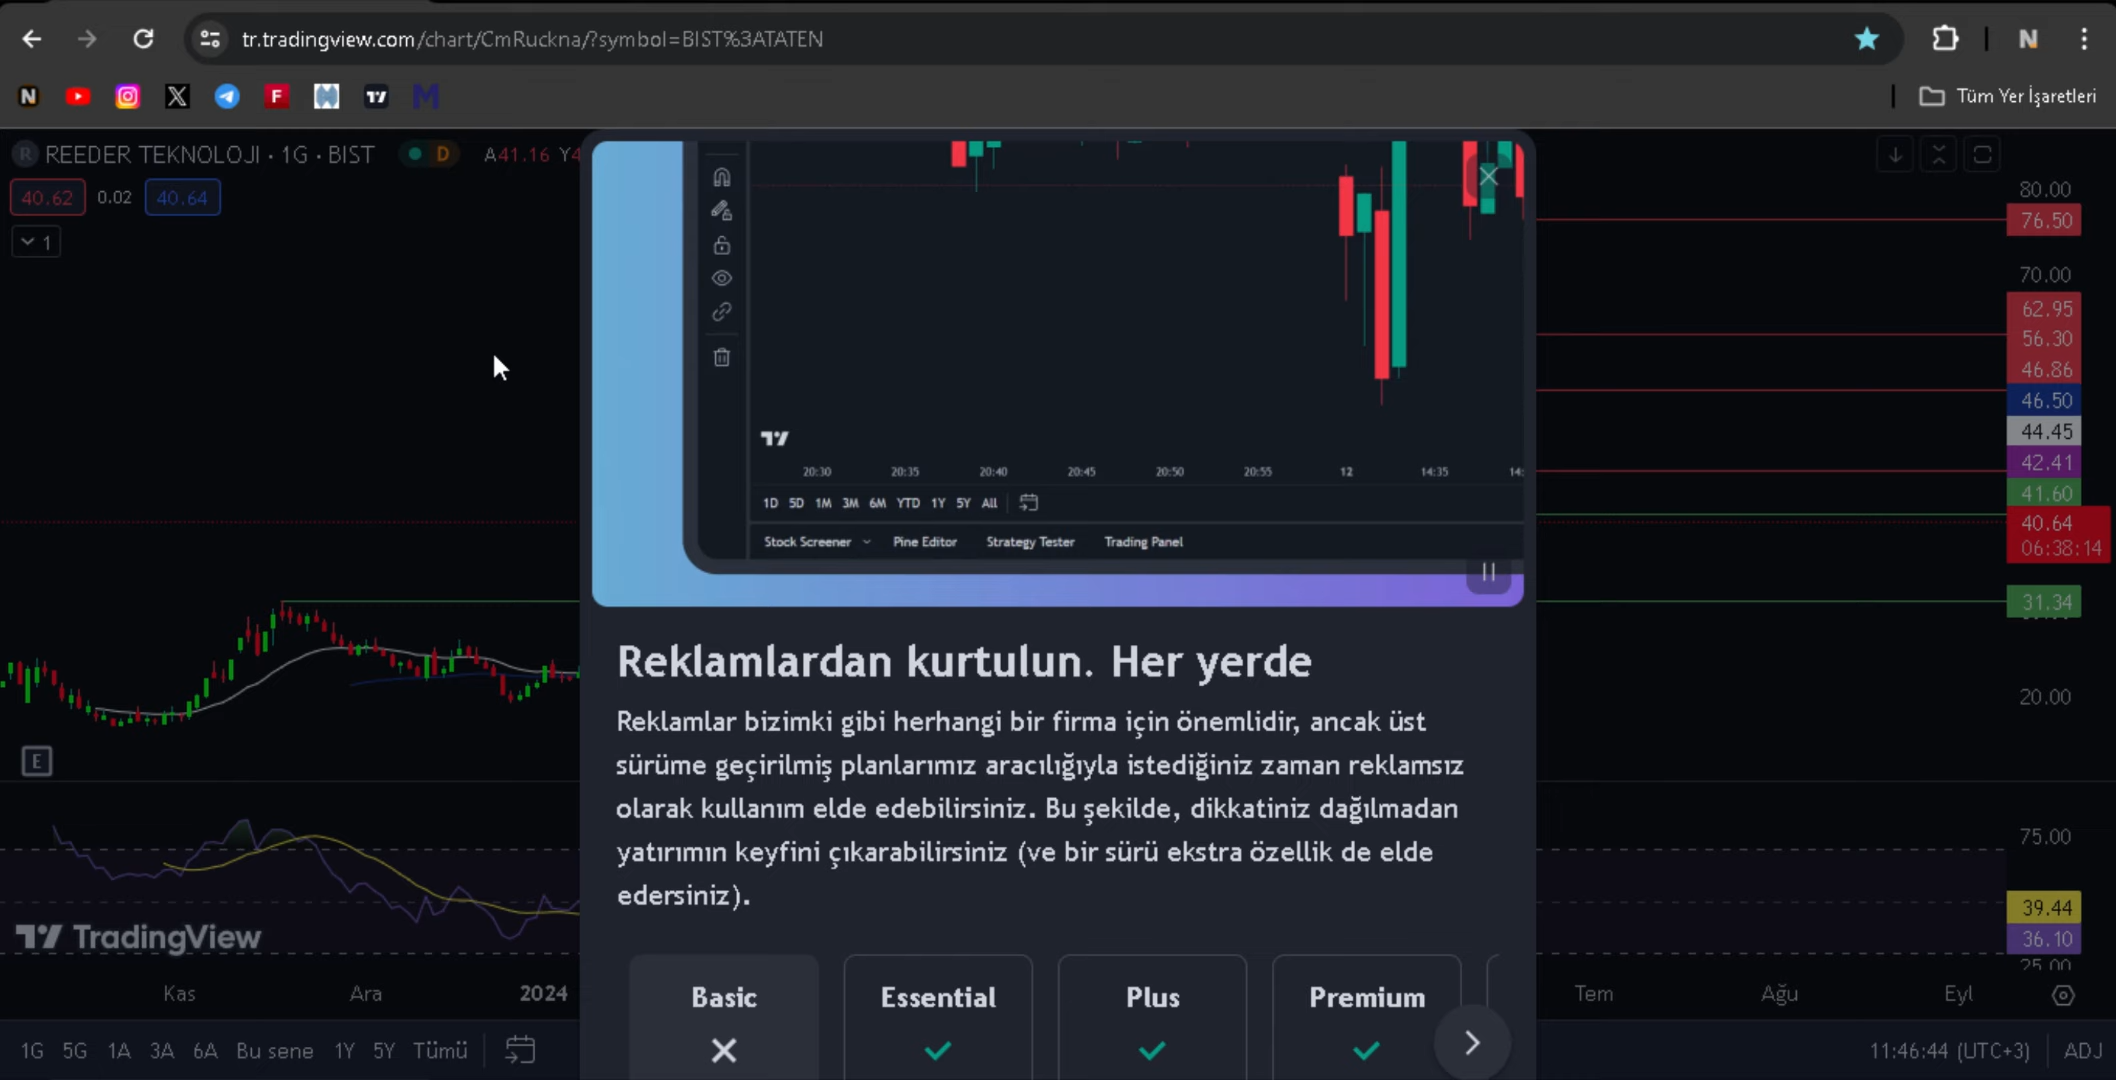 tr.tradingview.com/chart/CmRuckna/?symbol=BIST%3ATATEN
N
N
F
M
Tüm Yer İşaretleri
R REEDER TEKNOLOJİ · 1G · BIST
D
A41.16 Y4
40.62
0.02
40.64
1
80.00
76.50
70.00
62.95
56.30
46.86
46.50
44.45
42.41
41.60
40.64
06:38:14
31.34
20.00
75.00
39.44
36.10
25.00
20:30 20:35 20:40 20:45 20:50 20:55 12 14:35 14:
1D 5D 1M 3M 6M YTD 1Y 5Y All
Stock Screener Pine Editor Strategy Tester Trading Panel
Reklamlardan kurtulun. Her yerde
Reklamlar bizimki gibi herhangi bir firma için önemlidir, ancak üst
sürüme geçirilmiş planlarımız aracılığıyla istediğiniz zaman reklamsız
olarak kullanım elde edebilirsiniz. Bu şekilde, dikkatiniz dağılmadan
yatırımın keyfini çıkarabilirsiniz (ve bir sürü ekstra özellik de elde
edersiniz).
Basic
Essential
Plus
Premium
E
TradingView
Kas Ara 2024 Tem Ağu Eyl
1G 5G 1A 3A 6A Bu sene 1Y 5Y Tümü
11:46:44 (UTC+3) ADJ